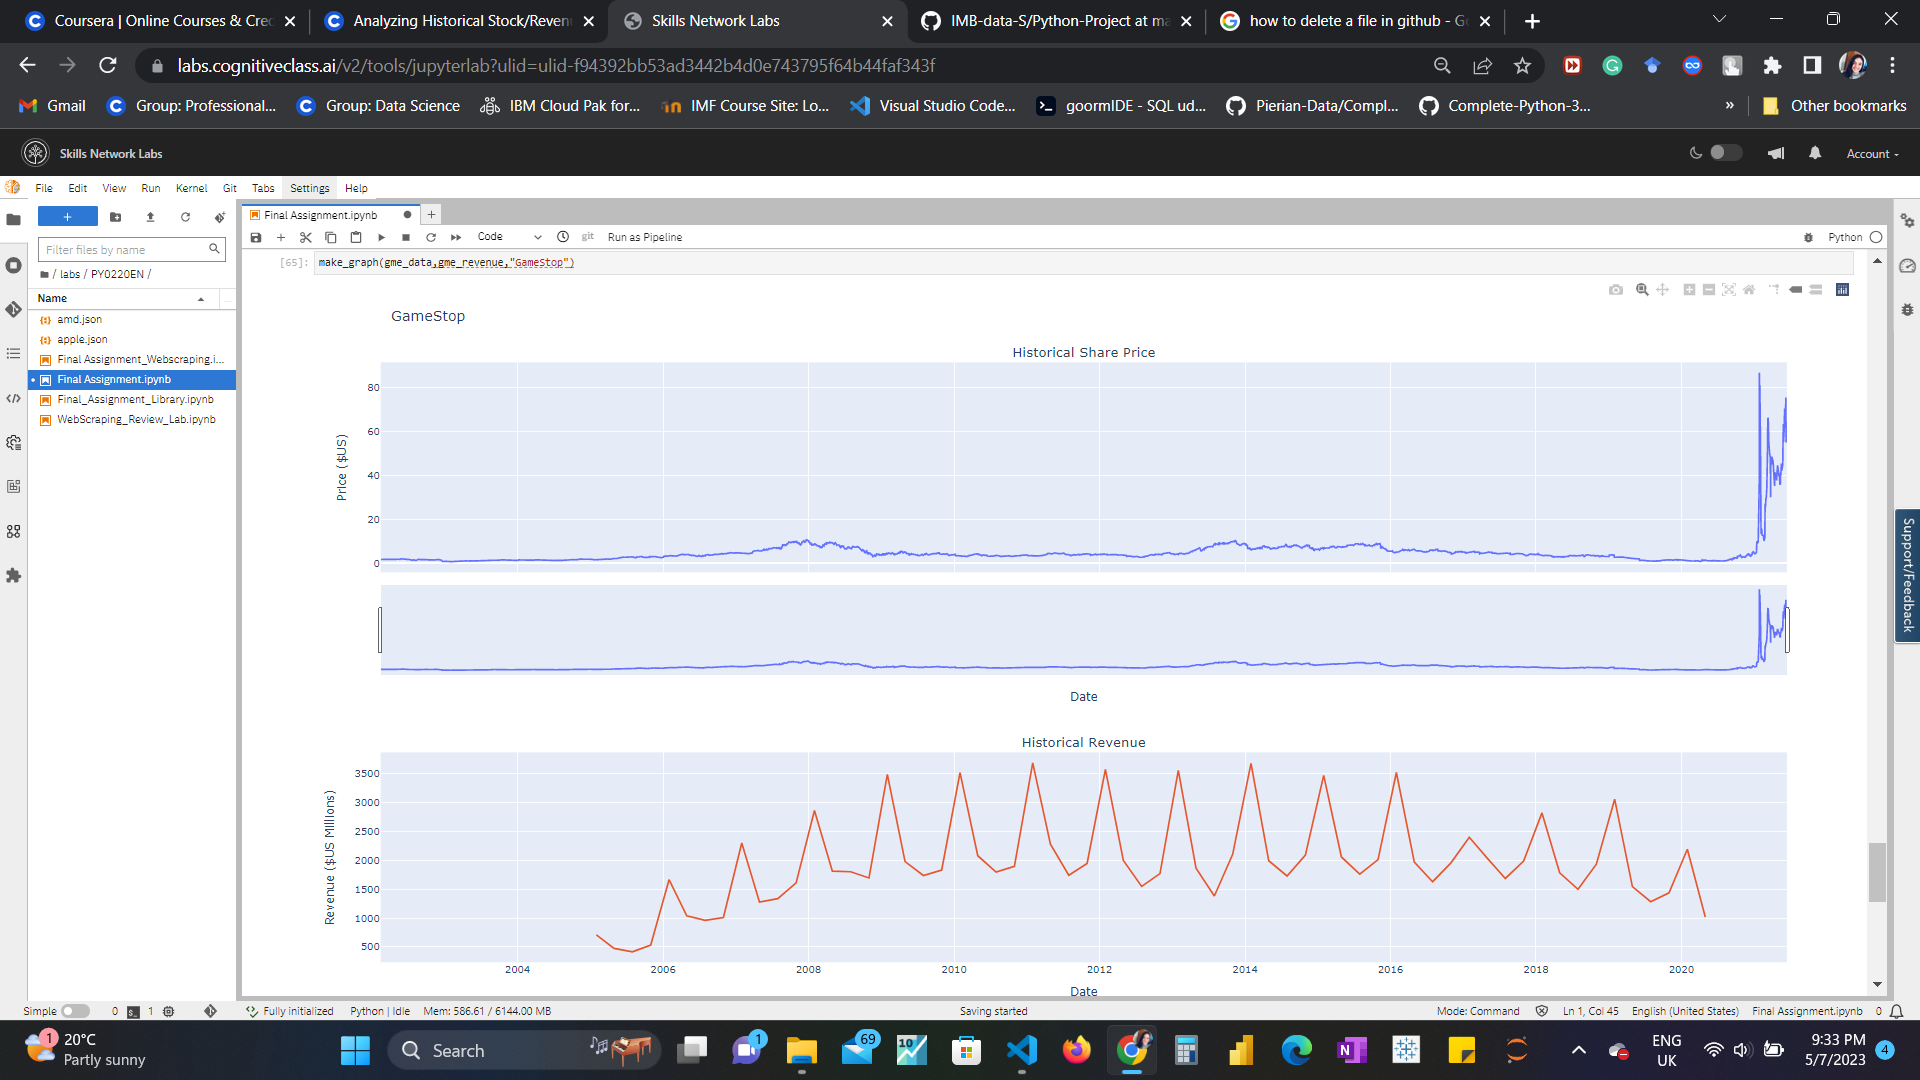 Coursera | Online Courses & Cre
Analyzing Historical Stock/Reven
Skills Network Labs
IMB-data-S/Python-Project at ma
how to delete a file in github - G
labs.cognitiveclass.ai/v2/tools/jupyterlab?ulid=ulid-f94392bb53ad3442b4d0e743795f64b44faf343f
Gmail
Group: Professional...
Group: Data Science
IBM Cloud Pak for...
IMF Course Site: Lo...
Visual Studio Code...
goormIDE - SQL ud...
Pierian-Data/Compl...
Complete-Python-3...
»
Other bookmarks
Skills Network Labs
Account
File Edit View Run Kernel Git Tabs Settings Help
Final Assignment.ipynb
Filter files by name
Code
git
Run as Pipeline
Python
/ labs / PY0220EN /
[65]: make_graph(gme_data,gme_revenue,"GameStop")
Name
amd.json
apple.json
Final Assignment_Webscraping.i...
Final Assignment.ipynb
Final_Assignment_Library.ipynb
WebScraping_Review_Lab.ipynb
GameStop
Historical Share Price
Price ($US)
80
60
40
20
0
Date
Historical Revenue
Revenue ($US Millions)
3500
3000
2500
2000
1500
1000
500
2004 2006 2008 2010 2012 2014 2016 2018 2020
Date
Support/Feedback
Simple
0
1
Fully initialized
Python | Idle
Mem: 586.61 / 6144.00 MB
Saving started
Mode: Command
Ln 1, Col 45
English (United States)
Final Assignment.ipynb
0
1
20°C
Partly sunny
Search
1
69
10
ENG
UK
9:33 PM
5/7/2023
4